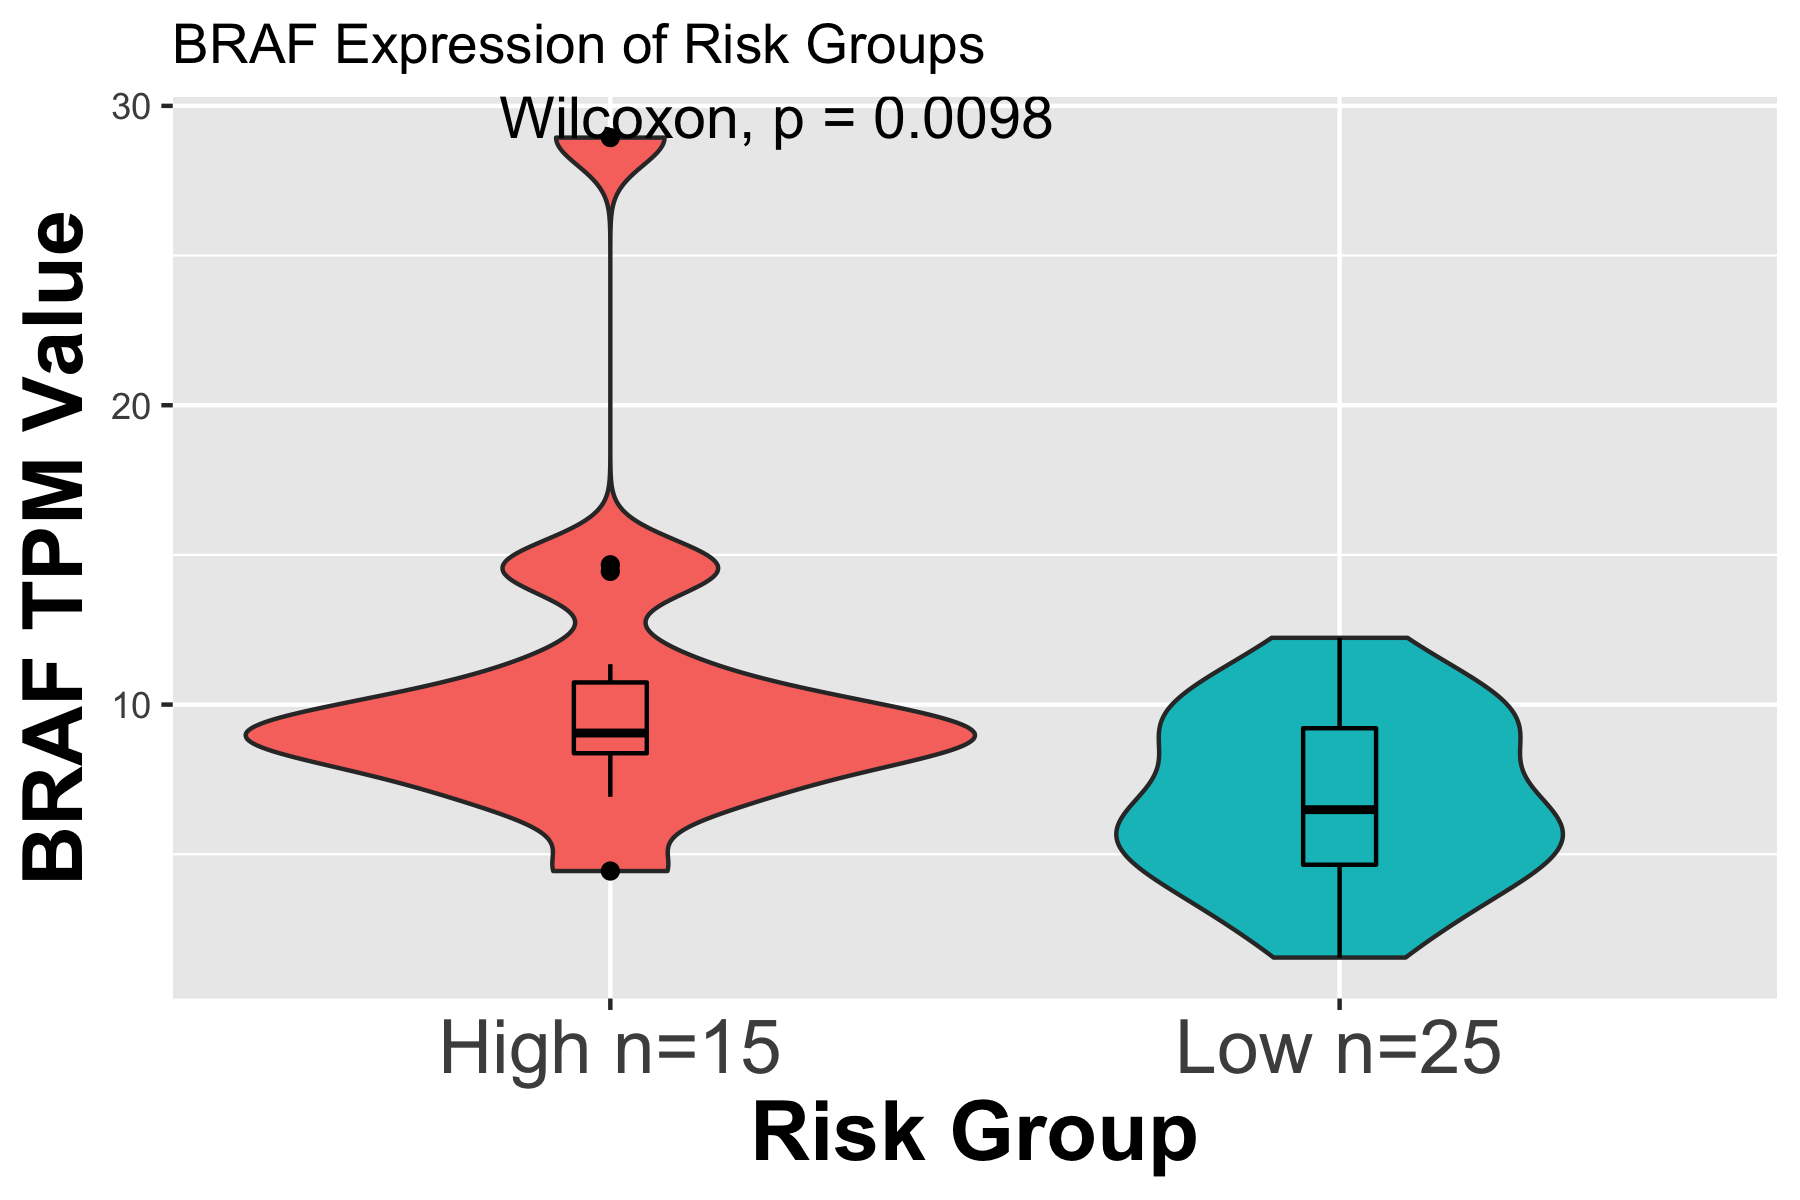 BRAF Expression of Risk Groups
Wilcoxon, p = 0.0098
BRAF TPM Value
30
20
10
High n=15
Low n=25
Risk Group